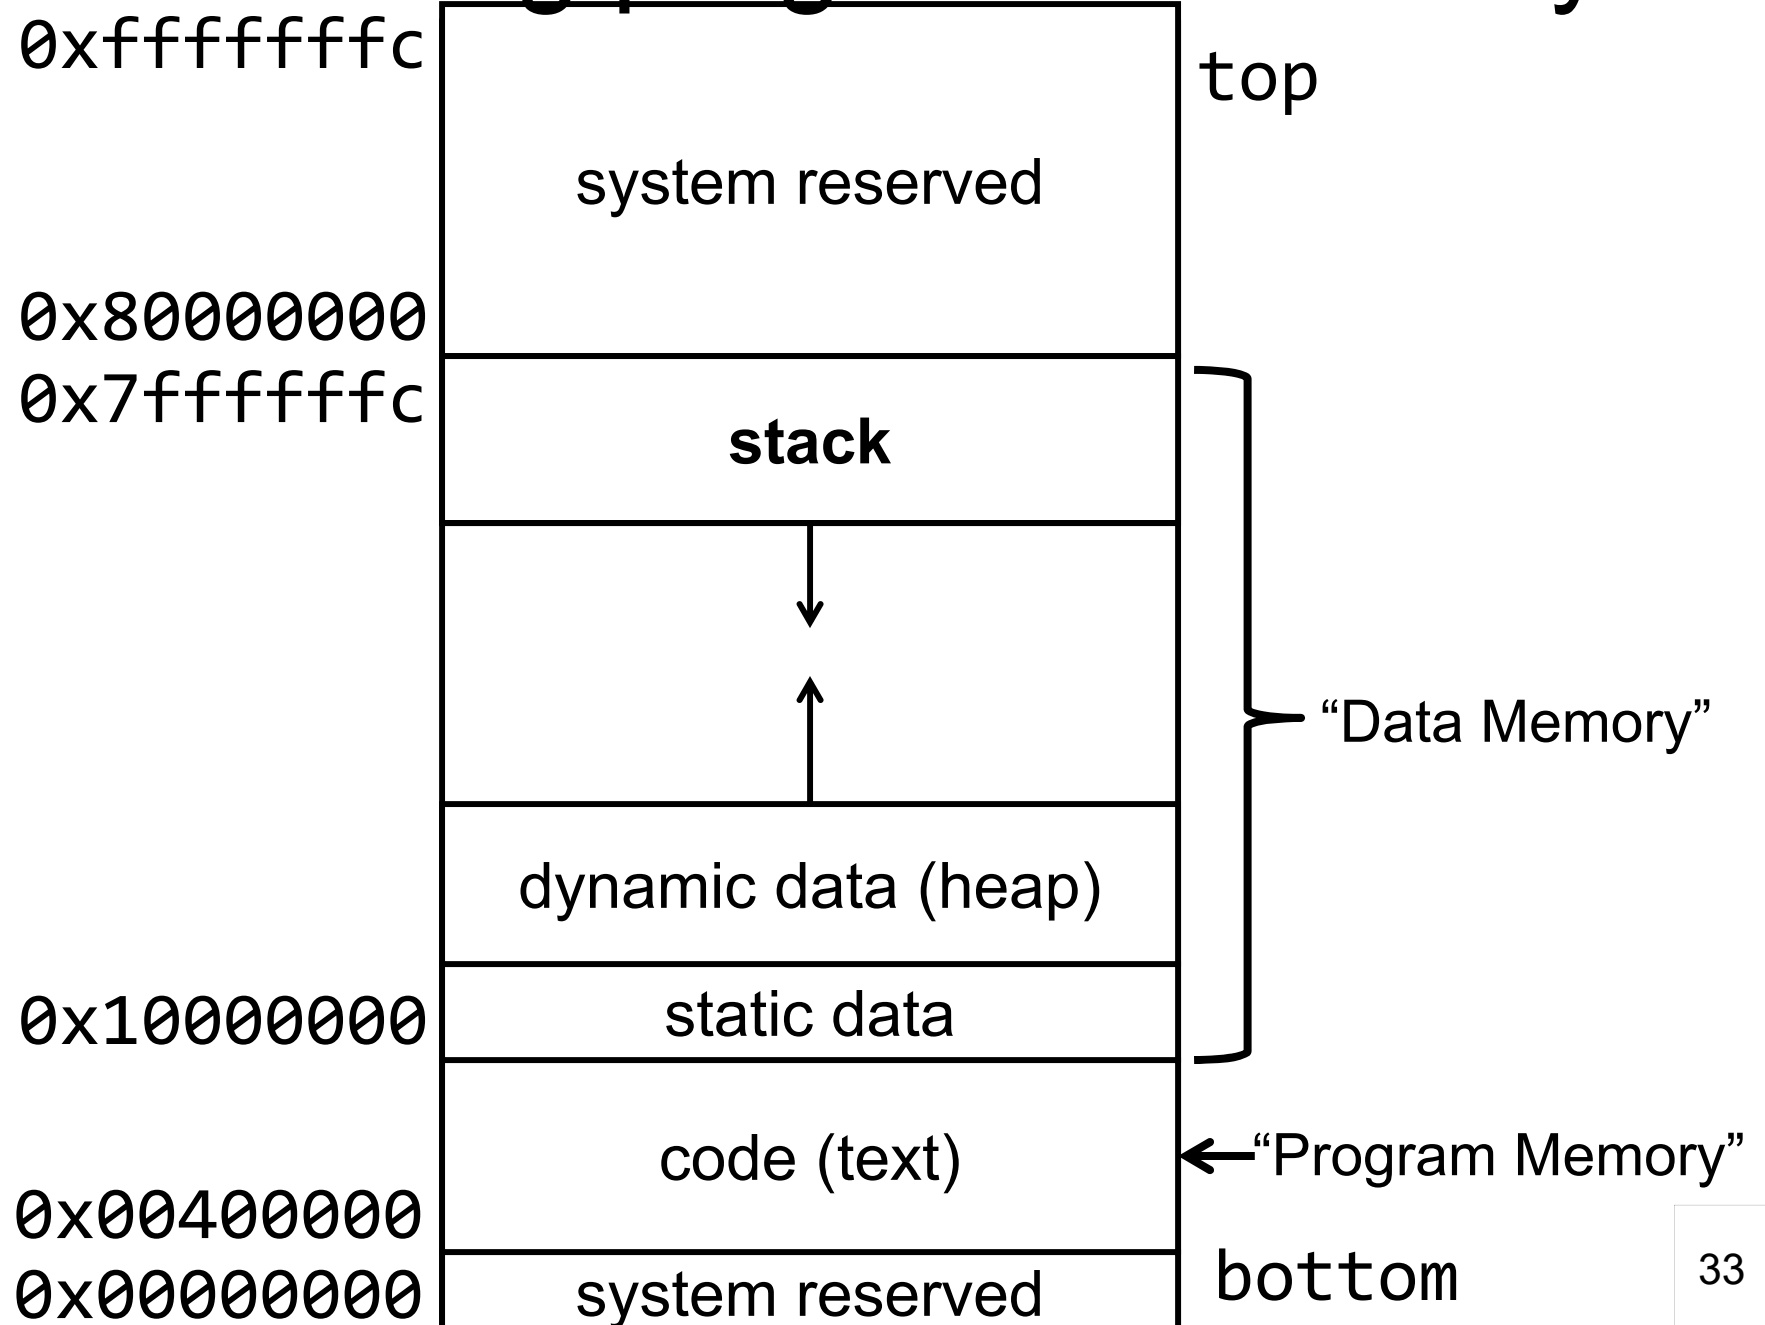 0xfffffffc
top
system reserved
0x80000000
0x7ffffffc
stack
“Data Memory”
dynamic data (heap)
0x10000000
static data
code (text)
“Program Memory”
0x00400000
bottom
33
0x00000000
system reserved